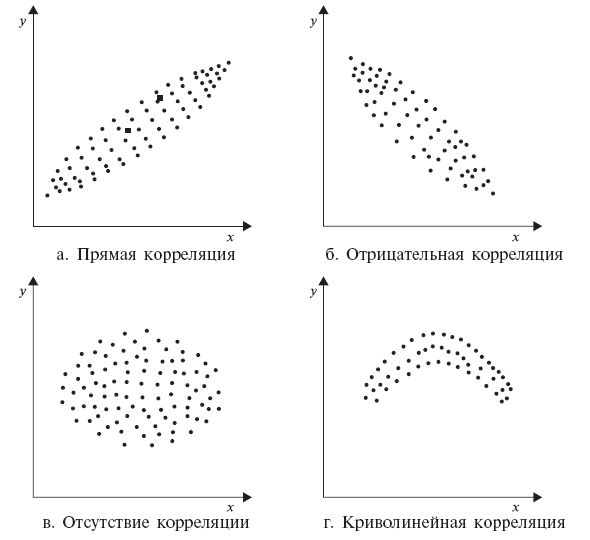 y
y
x
x
а. Прямая корреляция
б. Отрицательная корреляция
y
y
x
x
в. Отсутствие корреляции
г. Криволинейная корреляция